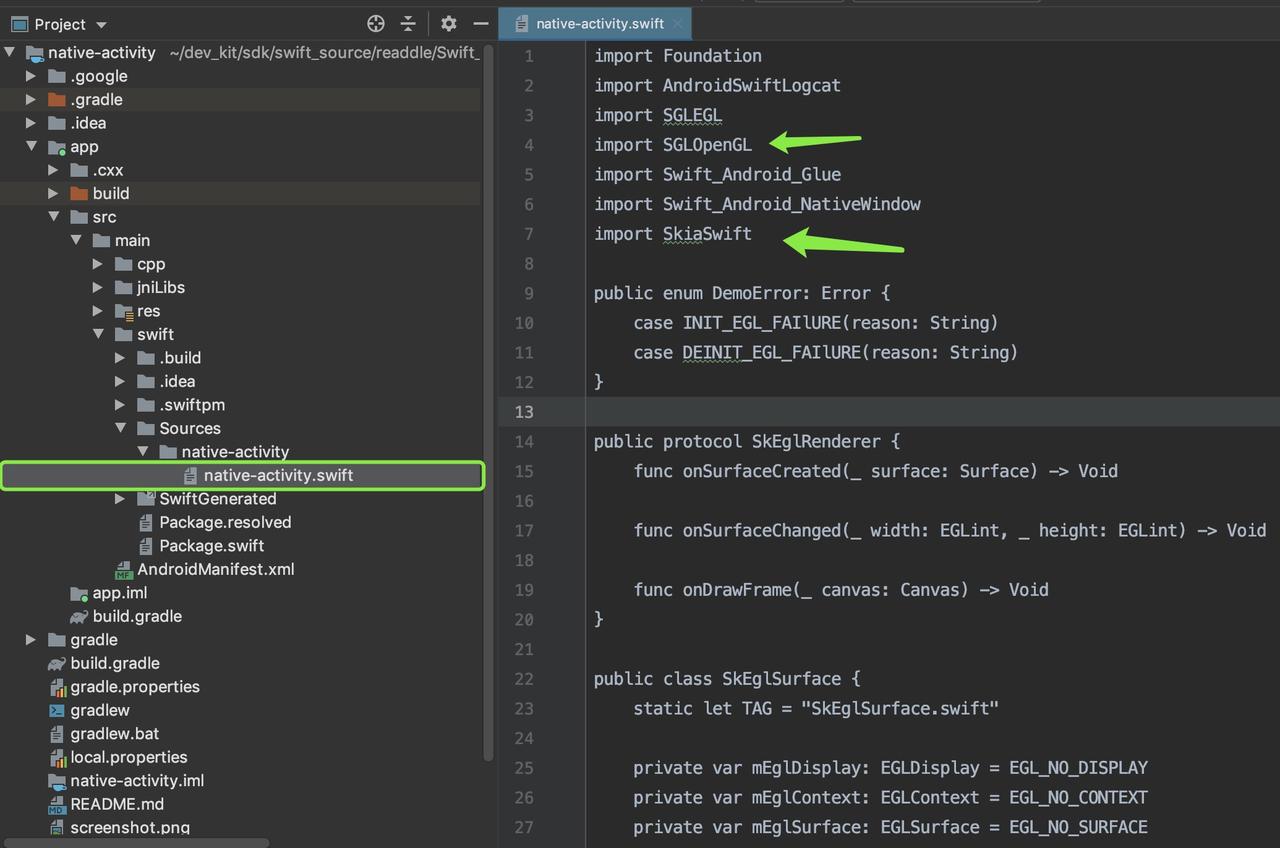 Project
native-activity ~/dev_kit/sdk/swift_source/readdle/Swift_
.google
.gradle
.idea
app
.cxx
build
src
main
cpp
jniLibs
res
swift
.build
.idea
.swiftpm
Sources
native-activity
native-activity.swift
SwiftGenerated
Package.resolved
Package.swift
MF AndroidManifest.xml
app.iml
build.gradle
gradle
build.gradle
gradle.properties
gradlew
gradlew.bat
local.properties
native-activity.iml
MD README.md
screenshot.png
native-activity.swift
1 import Foundation
2 import AndroidSwiftLogcat
3 import SGLEGL
4 import SGLOpenGL
5 import Swift_Android_Glue
6 import Swift_Android_NativeWindow
7 import SkiaSwift
8
9 public enum DemoError: Error {
10 case INIT_EGL_FAIlURE(reason: String)
11 case DEINIT_EGL_FAIlURE(reason: String)
12 }
13
14 public protocol SkEglRenderer {
15 func onSurfaceCreated(_ surface: Surface) -> Void
16
17 func onSurfaceChanged(_ width: EGLint, _ height: EGLint) -> Void
18
19 func onDrawFrame(_ canvas: Canvas) -> Void
20 }
21
22 public class SkEglSurface {
23 static let TAG = "SkEglSurface.swift"
24
25 private var mEglDisplay: EGLDisplay = EGL_NO_DISPLAY
26 private var mEglContext: EGLContext = EGL_NO_CONTEXT
27 private var mEglSurface: EGLSurface = EGL_NO_SURFACE